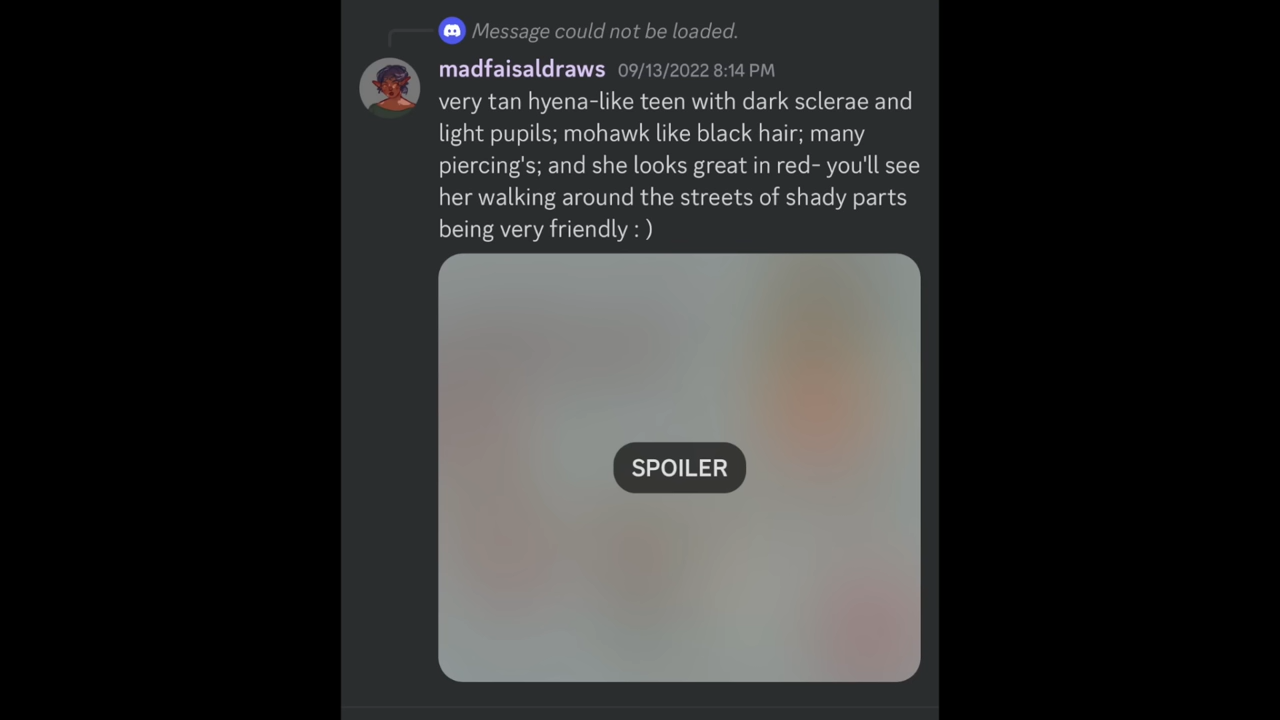 Message could not be loaded.
madfaisaldraws 09/13/2022 8:14 PM
very tan hyena-like teen with dark sclerae and
light pupils; mohawk like black hair; many
piercing's; and she looks great in red- you'll see
her walking around the streets of shady parts
being very friendly : )
SPOILER